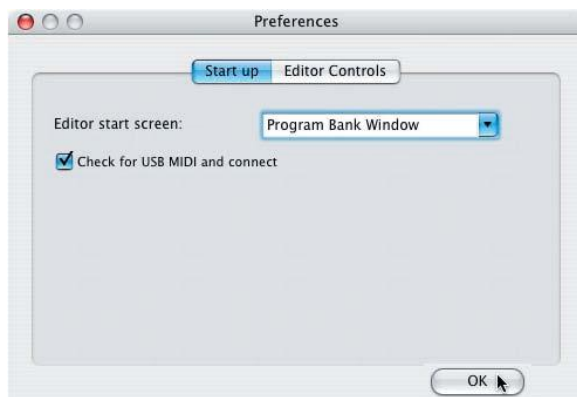 Preferences
Start up Editor Controls
Editor start screen: Program Bank Window
Check for USB MIDI and connect
OK